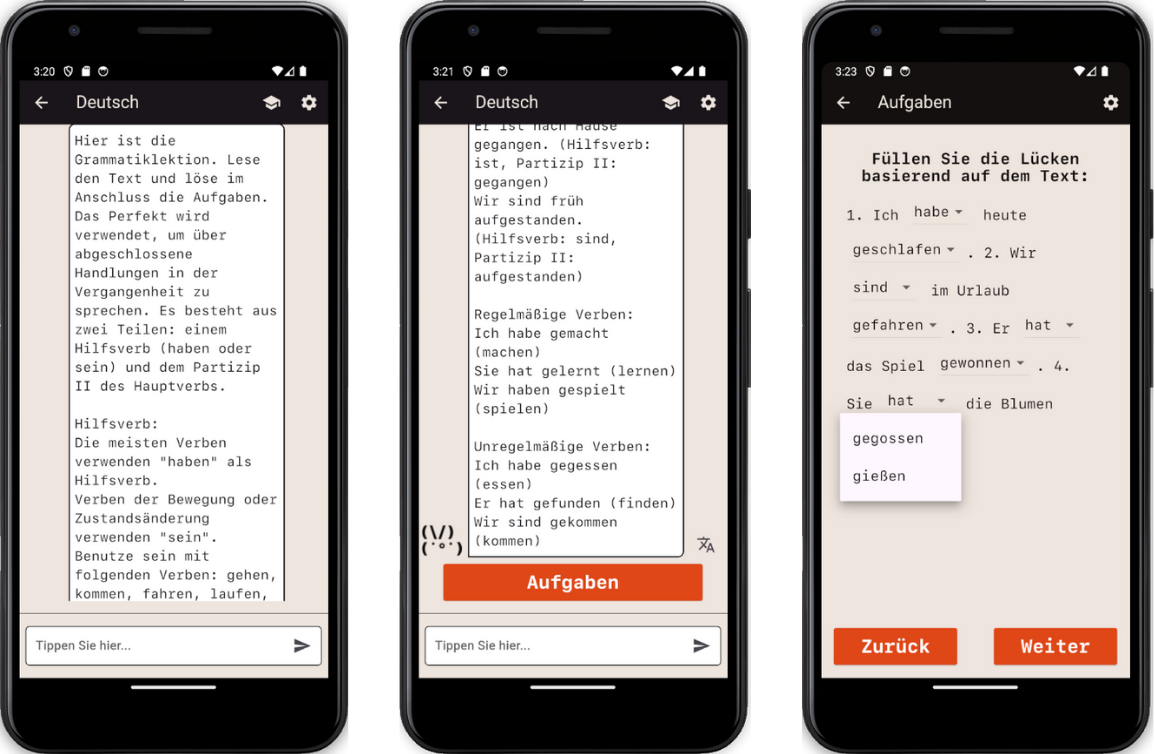 3:20
Deutsch
Hier ist die
Grammatiklektion. Lese
den Text und löse im
Anschluss die Aufgaben.
Das Perfekt wird
verwendet, um über
abgeschlossene
Handlungen in der
Vergangenheit zu
sprechen. Es besteht aus
zwei Teilen: einem
Hilfsverb (haben oder
sein) und dem Partizip
II des Hauptverbs.
Hilfsverb:
Die meisten Verben
verwenden "haben" als
Hilfsverb.
Verben der Bewegung oder
Zustandsänderung
verwenden "sein".
Benutze sein mit
folgenden Verben: gehen,
kommen, fahren, laufen,
Tippen Sie hier...
3:21
Deutsch
Er ist nach Hause
gegangen. (Hilfsverb:
ist, Partizip II:
gegangen)
Wir sind früh
aufgestanden.
(Hilfsverb: sind,
Partizip II:
aufgestanden)
Regelmäßige Verben:
Ich habe gemacht
(machen)
Sie hat gelernt (lernen)
Wir haben gespielt
(spielen)
Unregelmäßige Verben:
Ich habe gegessen
(essen)
Er hat gefunden (finden)
Wir sind gekommen
(kommen)
Aufgaben
Tippen Sie hier...
3:23
Aufgaben
Füllen Sie die Lücken
basierend auf dem Text:
1. Ich habe heute
geschlafen . 2. Wir
sind im Urlaub
gefahren . 3. Er hat
das Spiel gewonnen . 4.
Sie hat die Blumen
gegossen
gießen
Zurück Weiter